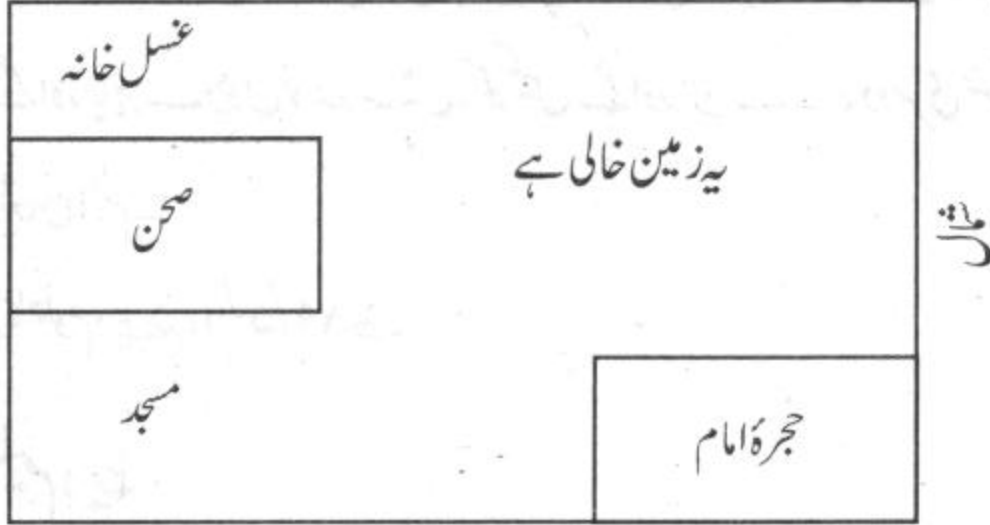 غسل خانہ
یہ زمین خالی ہے
صحن
مسجد
حجرۂ امام